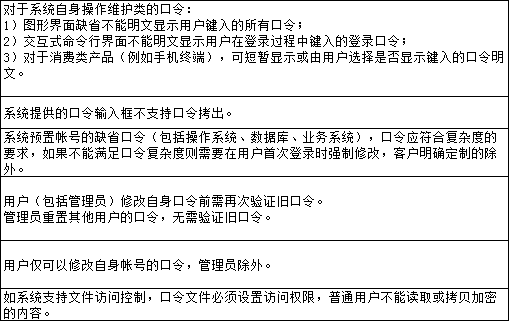 对于系统自身操作维护类的口令:
1) 图形界面缺省不能明文显示用户键入的所有口令;
2) 交互式命令行界面不能明文显示用户在登录过程中键入的登录口令;
3) 对于消费类产品(例如手机终端),可短暂显示或由用户选择是否显示键入的口令明
文。
系统提供的口令输入框不支持口令拷出。
系统预置帐号的缺省口令(包括操作系统、数据库、业务系统),口令应符合复杂度的
要求,如果不能满足口令复杂度则需要在用户首次登录时强制修改,客户明确定制的除
外。
用户(包括管理员)修改自身口令前需再次验证旧口令。
管理员重置其他用户的口令,无需验证旧口令。
用户仅可以修改自身帐号的口令,管理员除外。
如系统支持文件访问控制,口令文件必须设置访问权限,普通用户不能读取或拷贝加密
的内容。